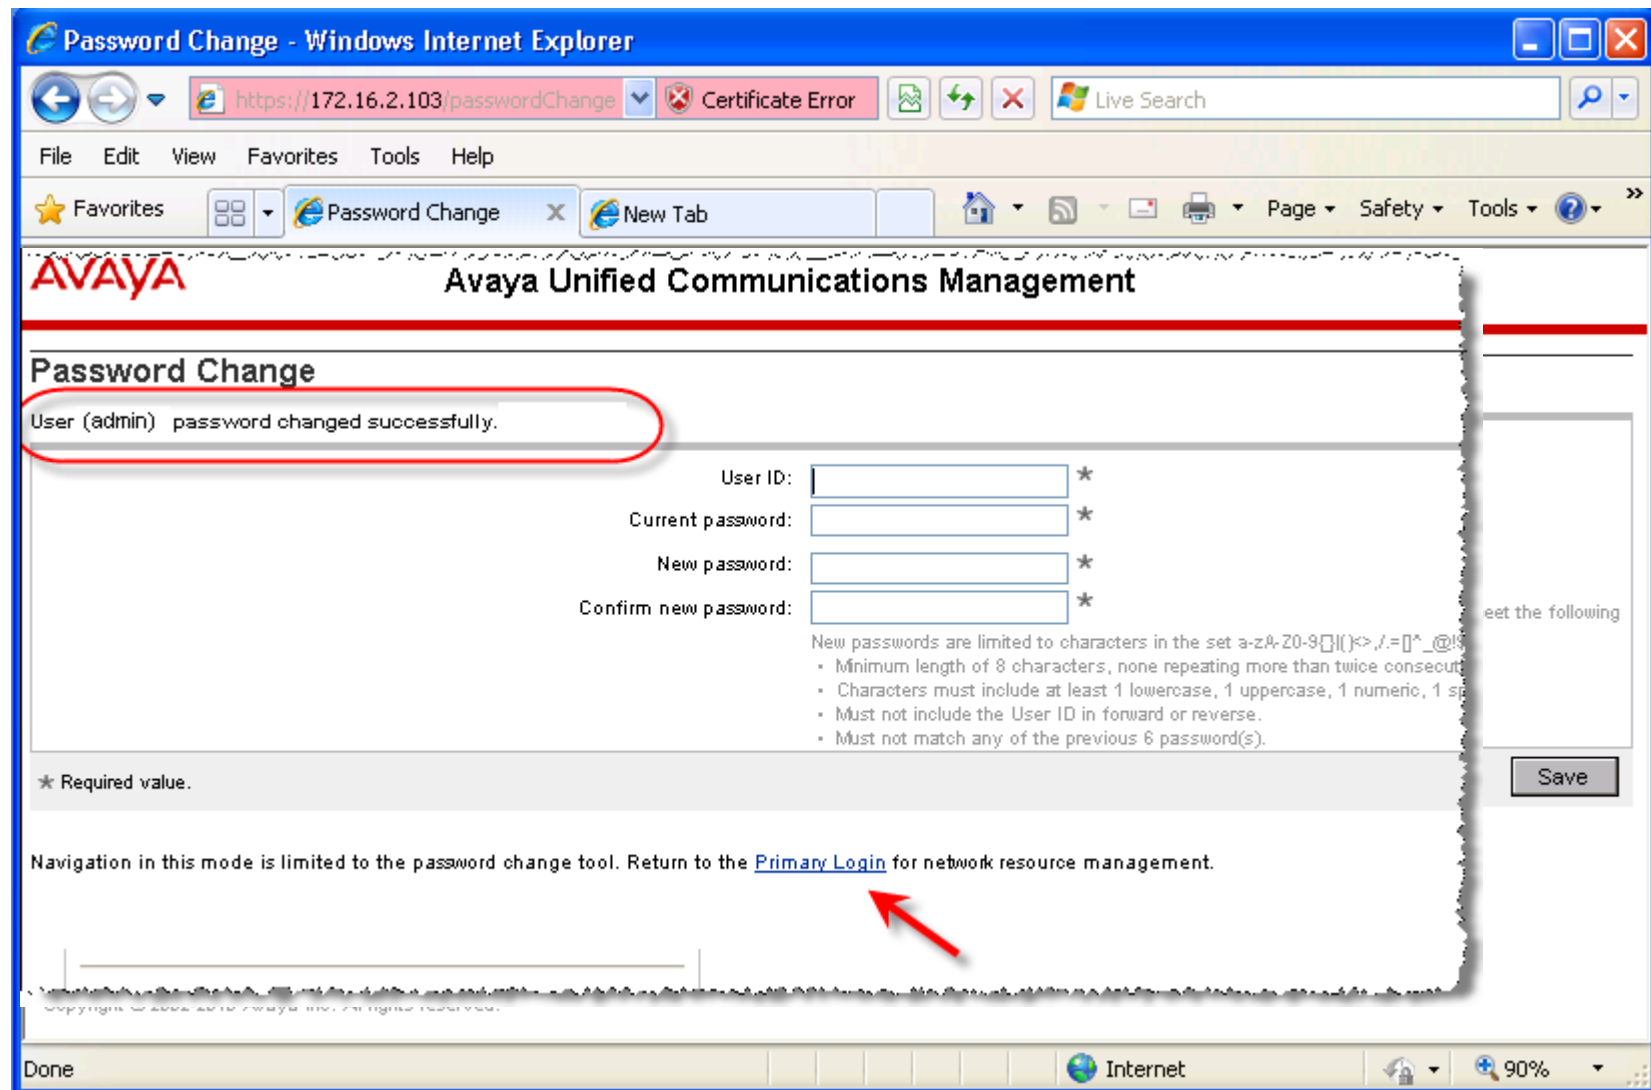 Password Change - Windows Internet Explorer
https://172.16.2.103/passwordChange Certificate Error Live Search
File Edit View Favorites Tools Help
Favorites Password Change New Tab Page Safety Tools
AVAYA Avaya Unified Communications Management
Password Change
User (admin) password changed successfully.
User ID: *
Current password: *
New password: *
Confirm new password: *
eet the following
New passwords are limited to characters in the set a-zA-Z0-9{}|()<>,/.=[]^_@!$
• Minimum length of 8 characters, none repeating more than twice consecut
• Characters must include at least 1 lowercase, 1 uppercase, 1 numeric, 1 sp
• Must not include the User ID in forward or reverse.
• Must not match any of the previous 6 password(s).
* Required value. Save
Navigation in this mode is limited to the password change tool. Return to the Primary Login for network resource management.
Done Internet 90%